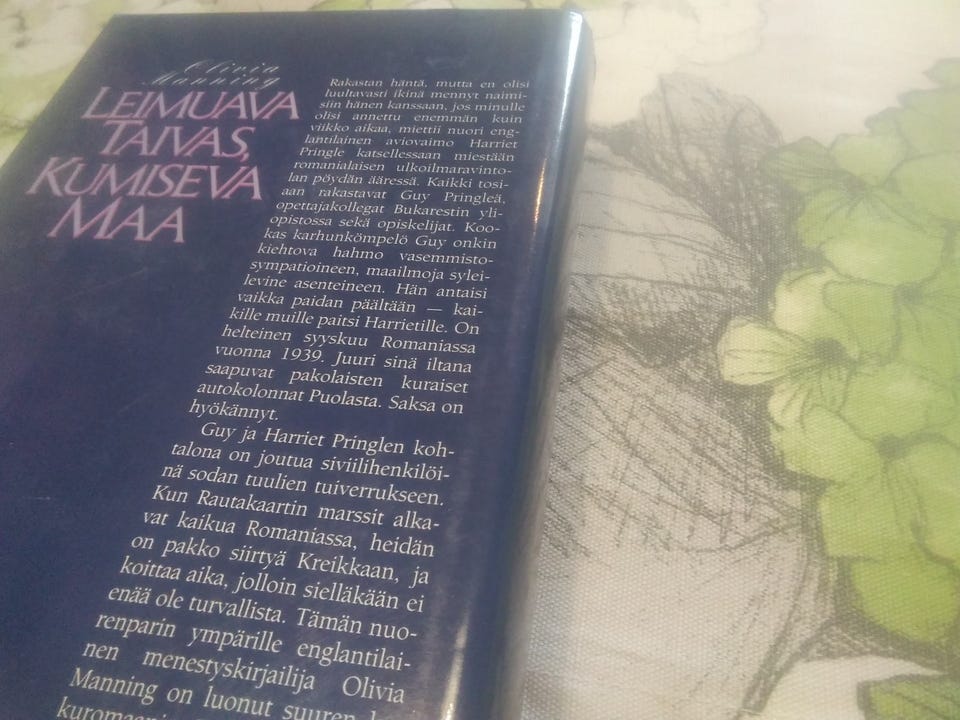 Olivia
Manning
LEIMUAVA
TAIVAS,
KUMISEVA
MAA
Rakastan häntä, mutta en olisi
luultavasti ikinä mennyt naimi-
siin hänen kanssaan, jos minulle
olisi annettu enemmän kuin
viikko aikaa, miettii nuori eng-
lantilainen aviovaimo Harriet
Pringle katsellessaan miestään
romanialaisen ulkoilmaravinto-
lan pöydän ääressä. Kaikki tosi-
aan rakastavat Guy Pringleä,
opettajakollegat Bukarestin yli-
opistossa sekä opiskelijat. Koo-
kas karhunkömpelö Guy onkin
kiehtova hahmo vasemmisto-
sympatioineen, maailmoja sylei-
levine asenteineen. Hän antaisi
vaikka paidan päältään — kai-
kille muille paitsi Harrietille. On
helteinen syyskuu Romaniassa
vuonna 1939. Juuri sinä iltana
saapuvat pakolaisten kuraiset
autokolonnat Puolasta. Saksa on
hyökännyt.
Guy ja Harriet Pringlen koh-
talona on joutua siviilihenkilöi-
nä sodan tuulien tuiverrukseen.
Kun Rautakaartin marssit alka-
vat kaikua Romaniassa, heidän
on pakko siirtyä Kreikkaan, ja
koittaa aika, jolloin sielläkään ei
enää ole turvallista. Tämän nuo-
renparin ympärille englantilai-
nen menestyskirjailija Olivia
Manning on luonut suuren